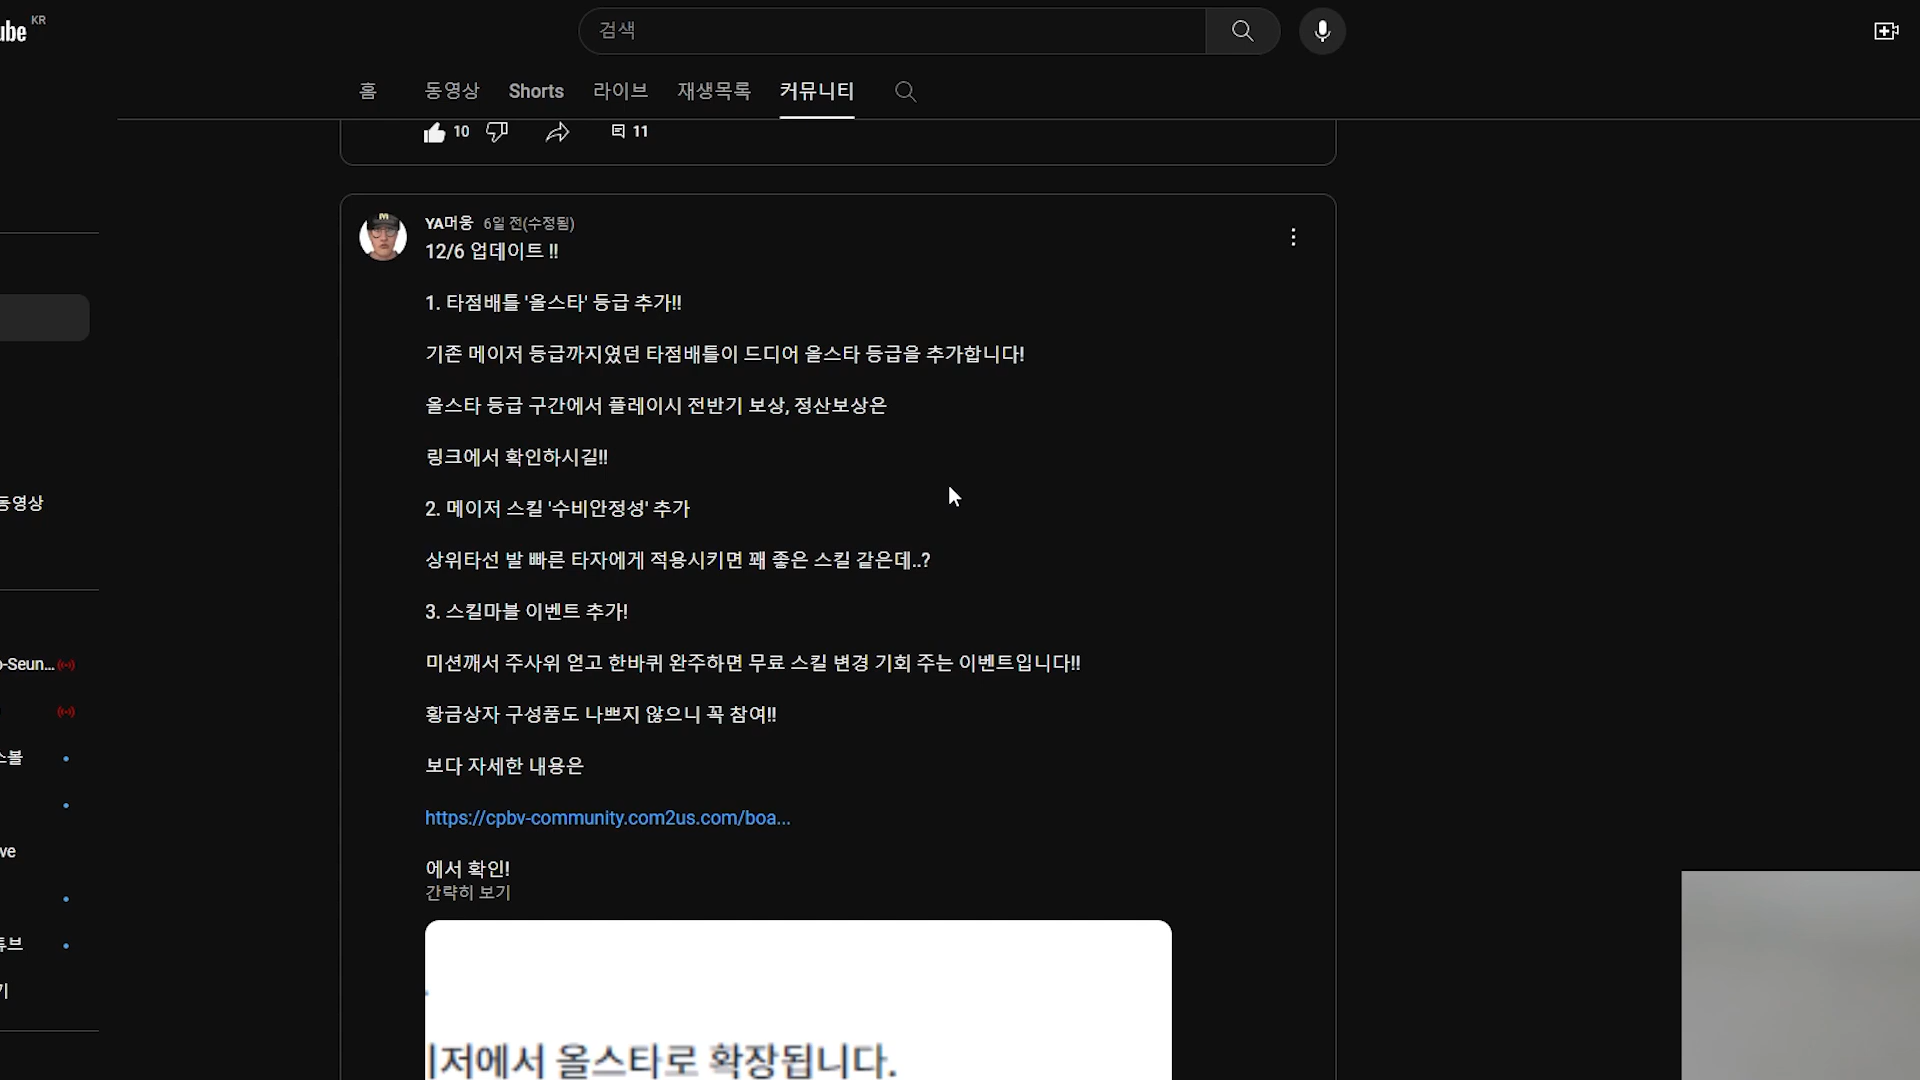 ube KR
검색
홈 동영상 Shorts 라이브 재생목록 커뮤니티
10 11
YA머웅 6일 전(수정됨)
12/6 업데이트 !!
1. 타점배틀 '올스타' 등급 추가!!
기존 메이저 등급까지였던 타점배틀이 드디어 올스타 등급을 추가합니다!
올스타 등급 구간에서 플레이시 전반기 보상, 정산보상은
링크에서 확인하시길!!
2. 메이저 스킬 '수비안정성' 추가
동영상
상위타선 발 빠른 타자에게 적용시키면 꽤 좋은 스킬 같은데..?
3. 스킬마블 이벤트 추가!
미션깨서 주사위 얻고 한바퀴 완주하면 무료 스킬 변경 기회 주는 이벤트입니다!!
o-Seun...
황금상자 구성품도 나쁘지 않으니 꼭 참여!!
스볼
보다 자세한 내용은
https://cpbv-community.com2us.com/boa...
ve
에서 확인!
간략히 보기
튜브
기
저에서 올스타로 확장됩니다.